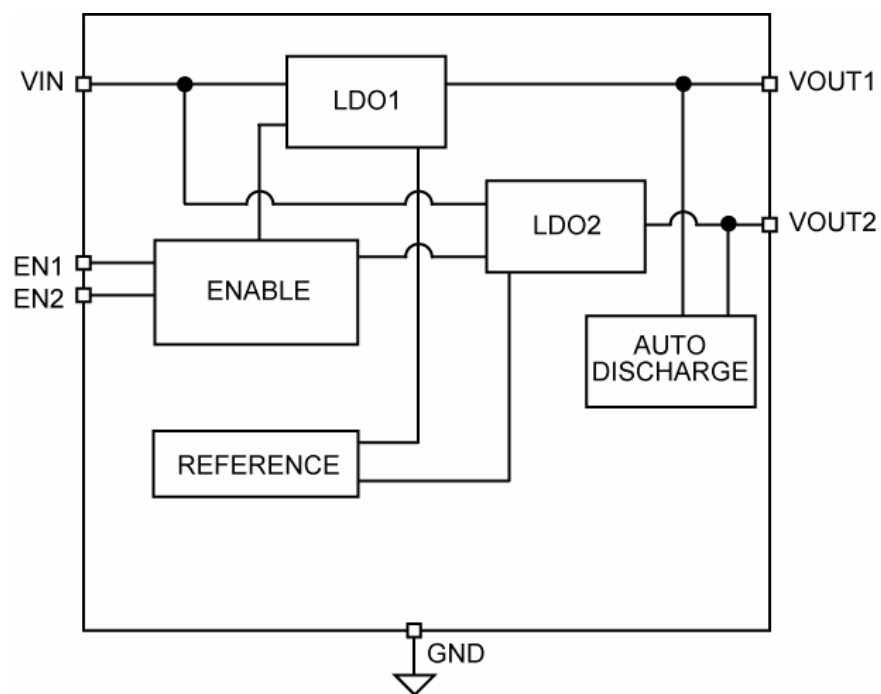 VIN
LDO1
VOUT1
LDO2
VOUT2
EN1
EN2
ENABLE
AUTO
DISCHARGE
REFERENCE
GND